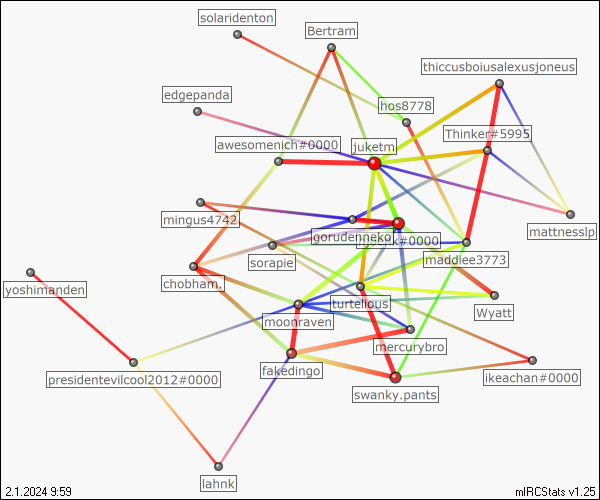 solaridenton
Bertram
thiccusboiusalexusjoneus
edgepanda
hos8778
Thinker#5995
awesomenich#0000
juketm
mingus4742
mattnesslp
gorudenneko
#0000
maddiee3773
sorapie
chobham.
yoshimanden
turtelious
Wyatt
moonraven
mercurybro
fakedingo
ikeachan#0000
presidentevilcool2012#0000
swanky.pants
lahnk
2.1.2024 9:59
mIRCStats v1.25